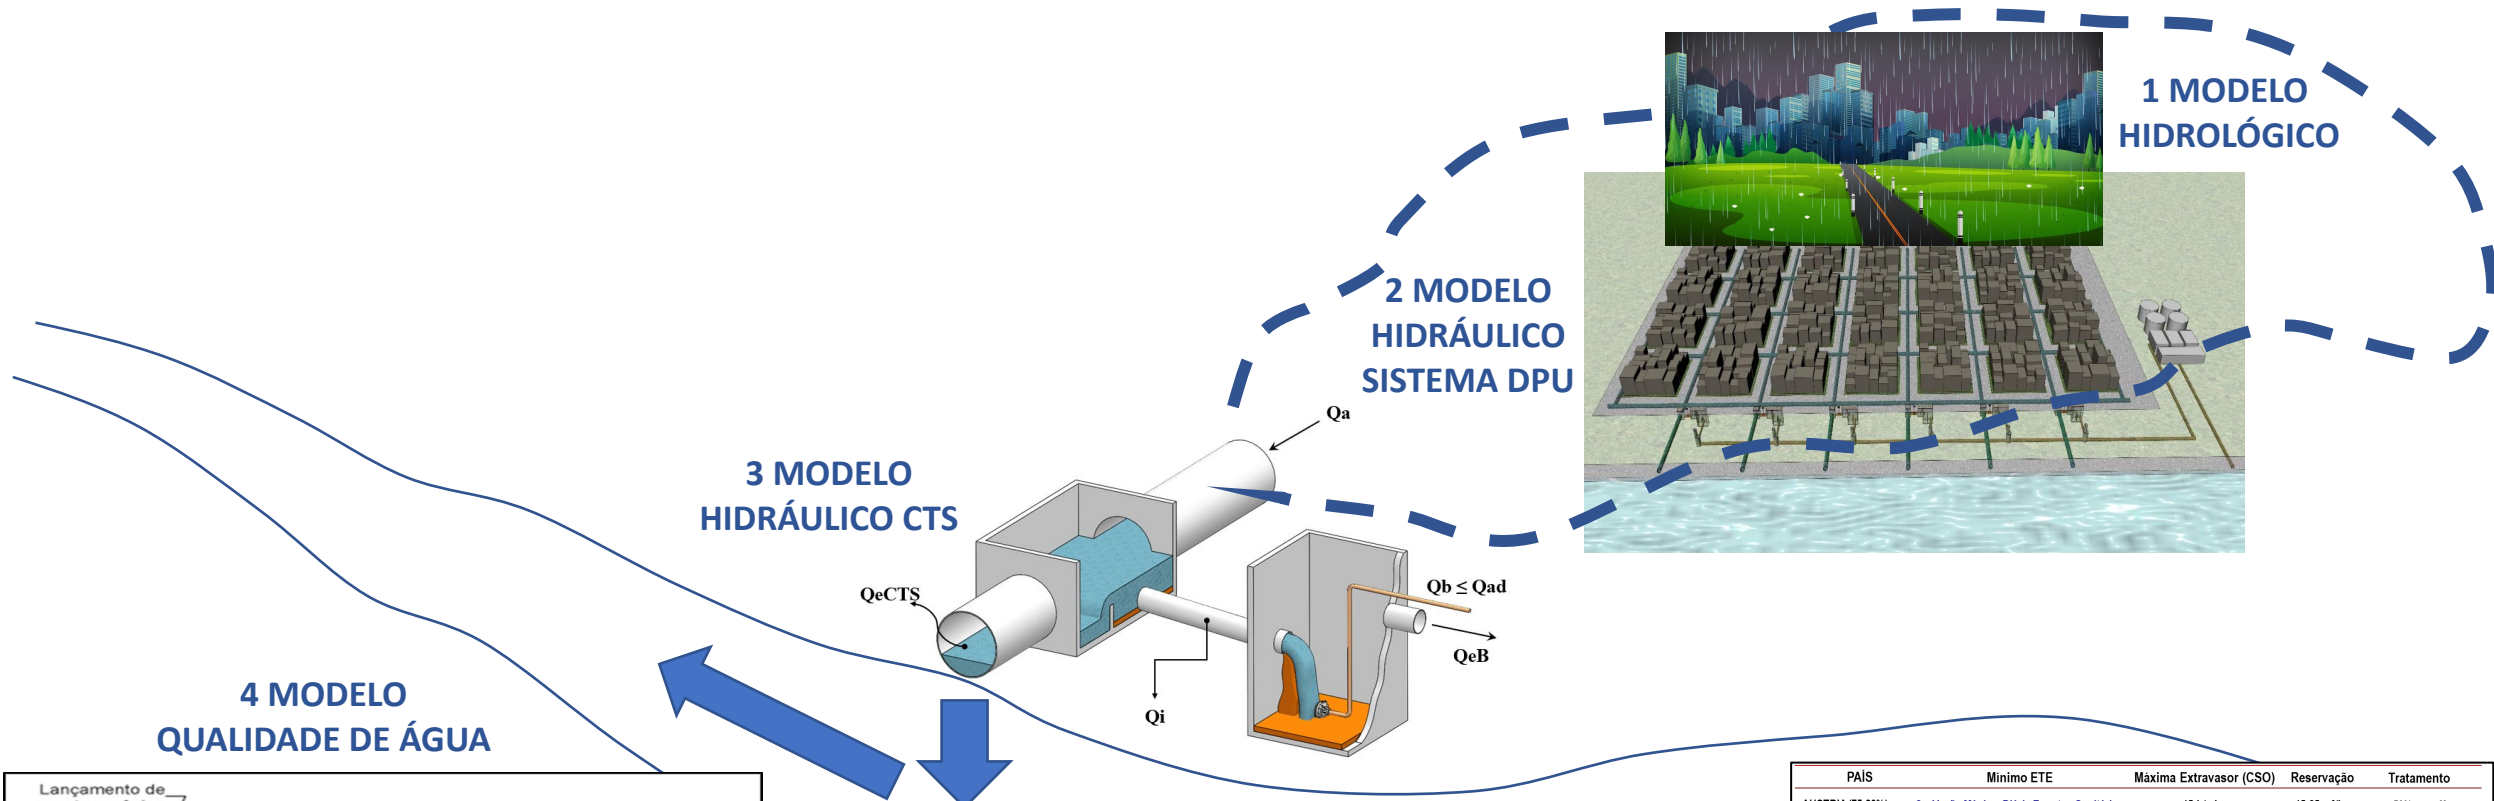 1 MODELO
HIDROLÓGICO
2 MODELO
HIDRÁULICO
SISTEMA DPU
Qa
3 MODELO
HIDRÁULICO CTS
QeCTS
Qb ≤ Qad
QeB
Qi
4 MODELO
QUALIDADE DE ÁGUA
Lançamento de
PAÍS Minimo ETE Máxima Extravasor (CSO) Reservação Tratamento